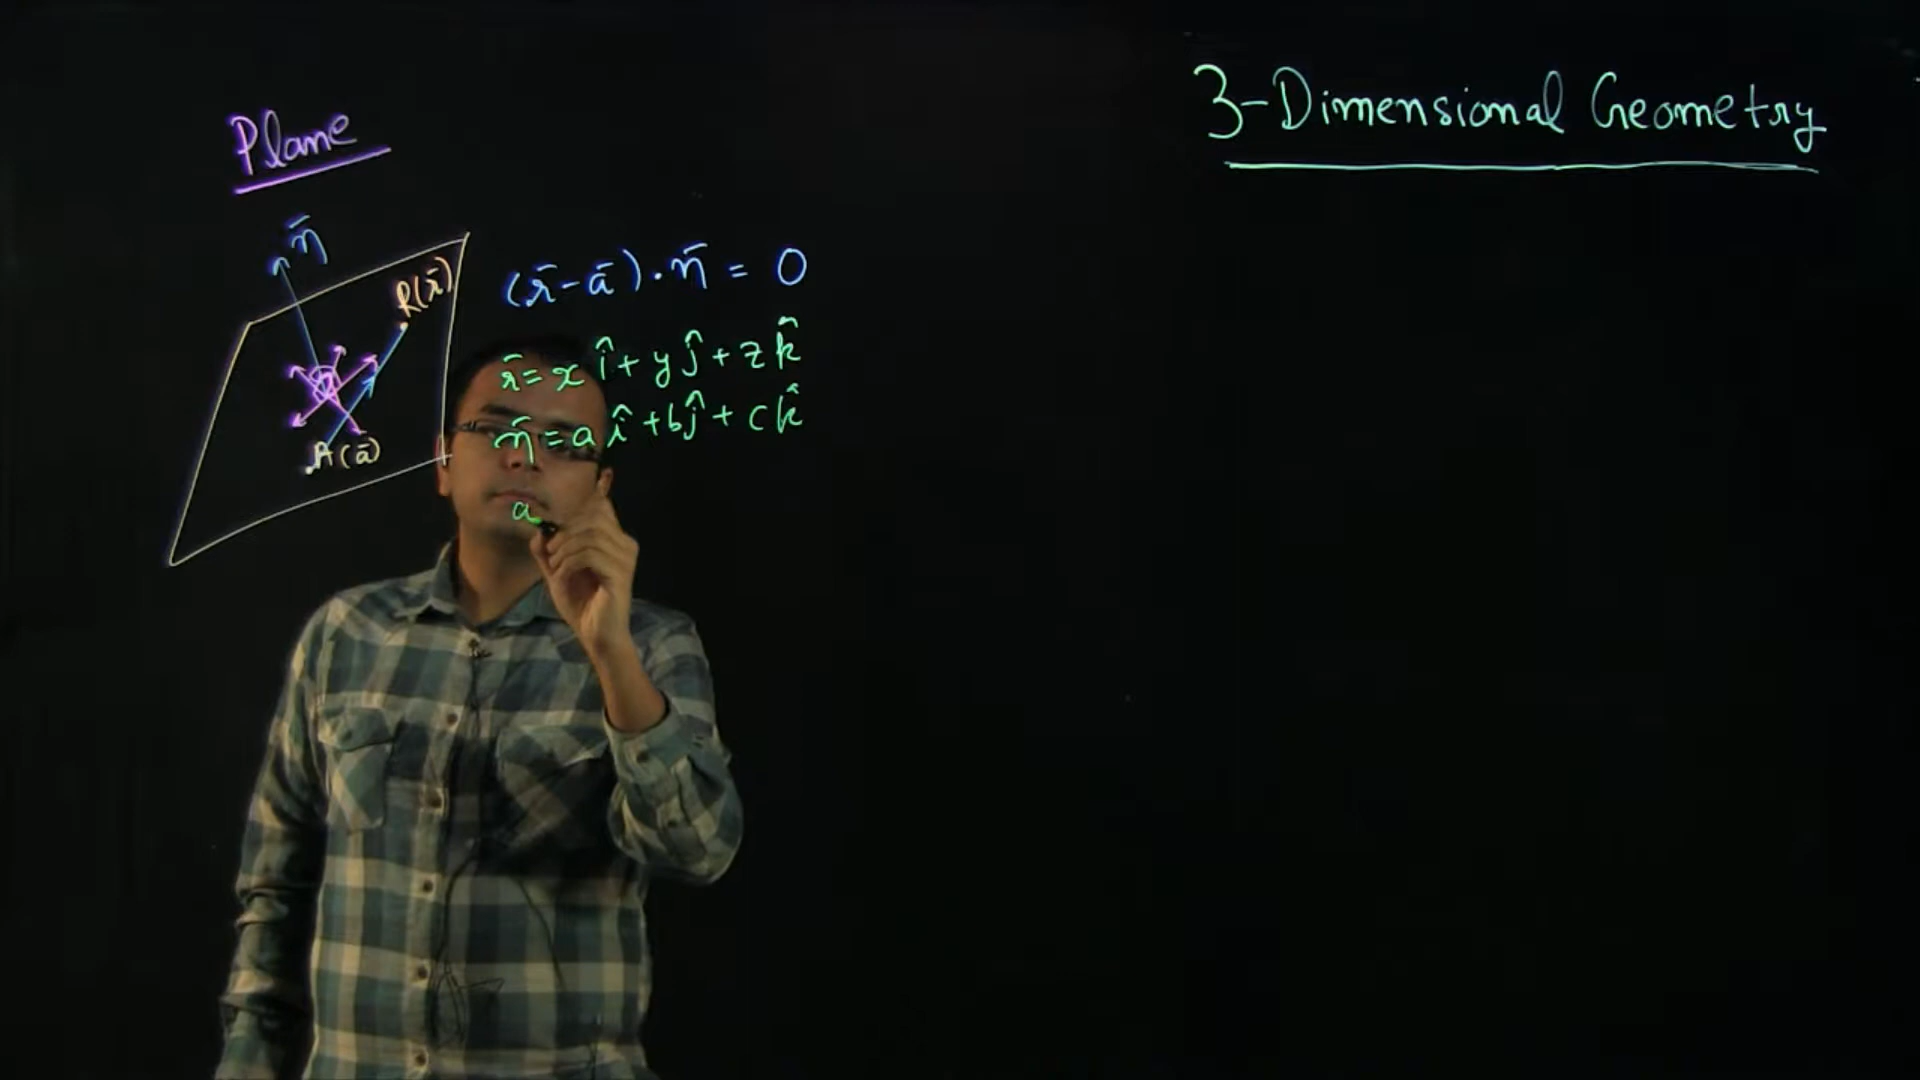 3-Dimensional Geometry
Plane
n̄
R(r̄)
A(ā)
(r̄-ā)·n̄ = 0
r̄ = x î + y ĵ + z k̂
n̄ = a î + b ĵ + c k̂
a